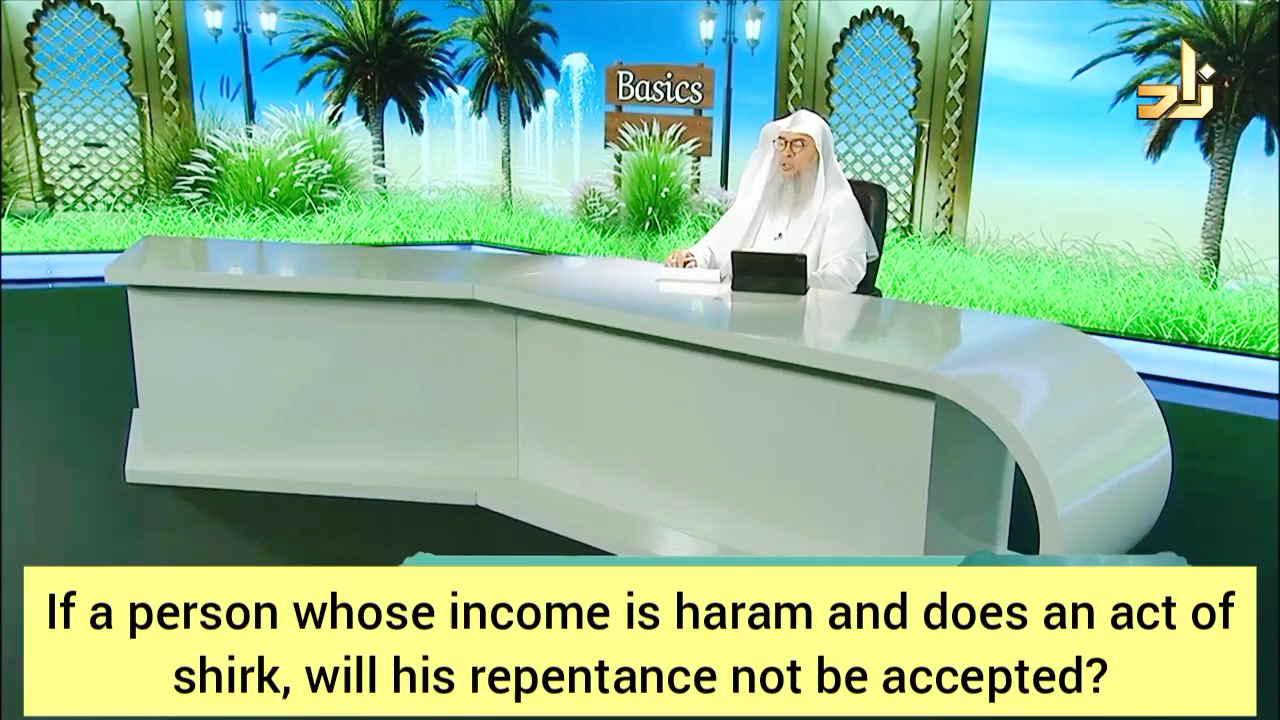 Basics
زاد
If a person whose income is haram and does an act of
shirk, will his repentance not be accepted?